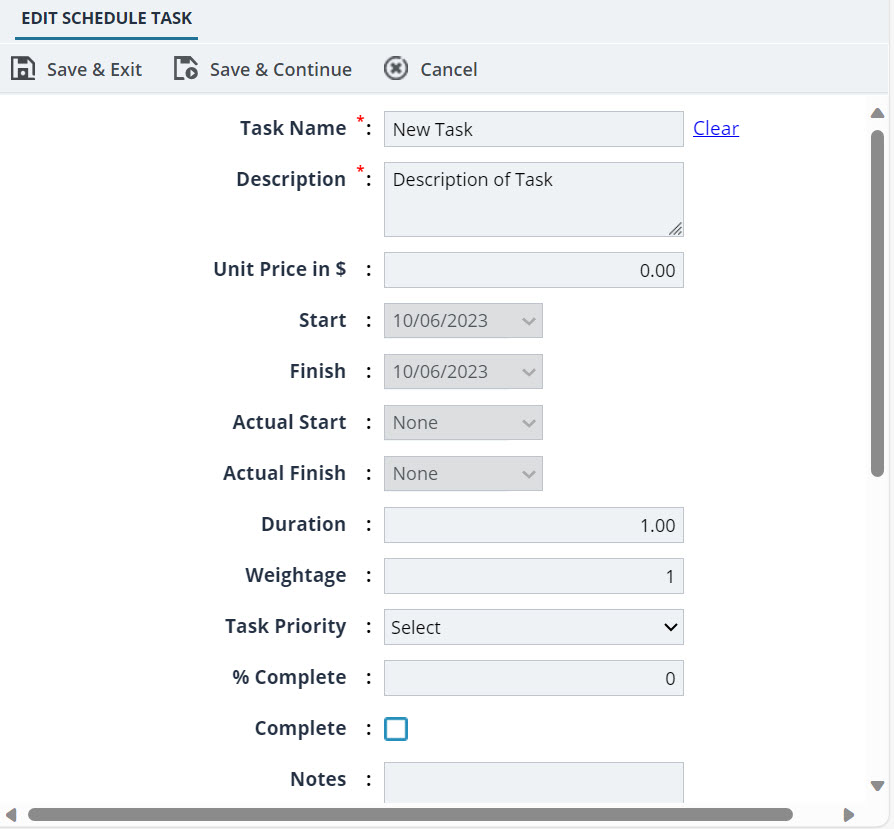 EDIT SCHEDULE TASK
Save & Exit Save & Continue Cancel
Task Name * : New Task Clear
Description * : Description of Task
Unit Price in $ : 0.00
Start : 10/06/2023
Finish : 10/06/2023
Actual Start : None
Actual Finish : None
Duration : 1.00
Weightage : 1
Task Priority : Select
% Complete : 0
Complete :
Notes :